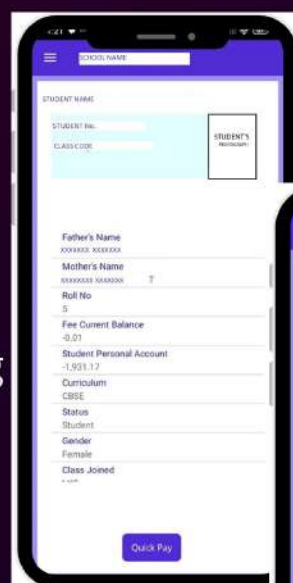 SCHOOL NAME
STUDENT NAME
STUDENT No.
CLASS CODE
STUDENT'S
PHOTOGRAPH
Father's Name
xxxxxxx xxxxxxx
Mother's Name
xxxxxxxx xxxxxxx T
Roll No
5
Fee Current Balance
-0.01
Student Personal Account
-1,931.17
Curriculum
CBSE
Status
Student
Gender
Female
Class Joined
Quick Pay
g